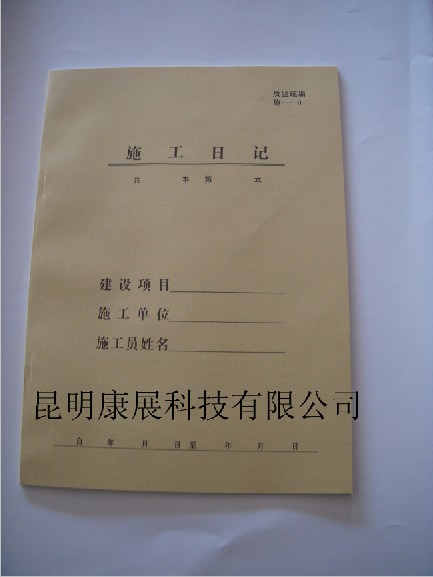 施工日记
共 本 第 本
建设项目
施工单位
施工员姓名
昆明康展科技有限公司
自 年 月 日至 年 月 日